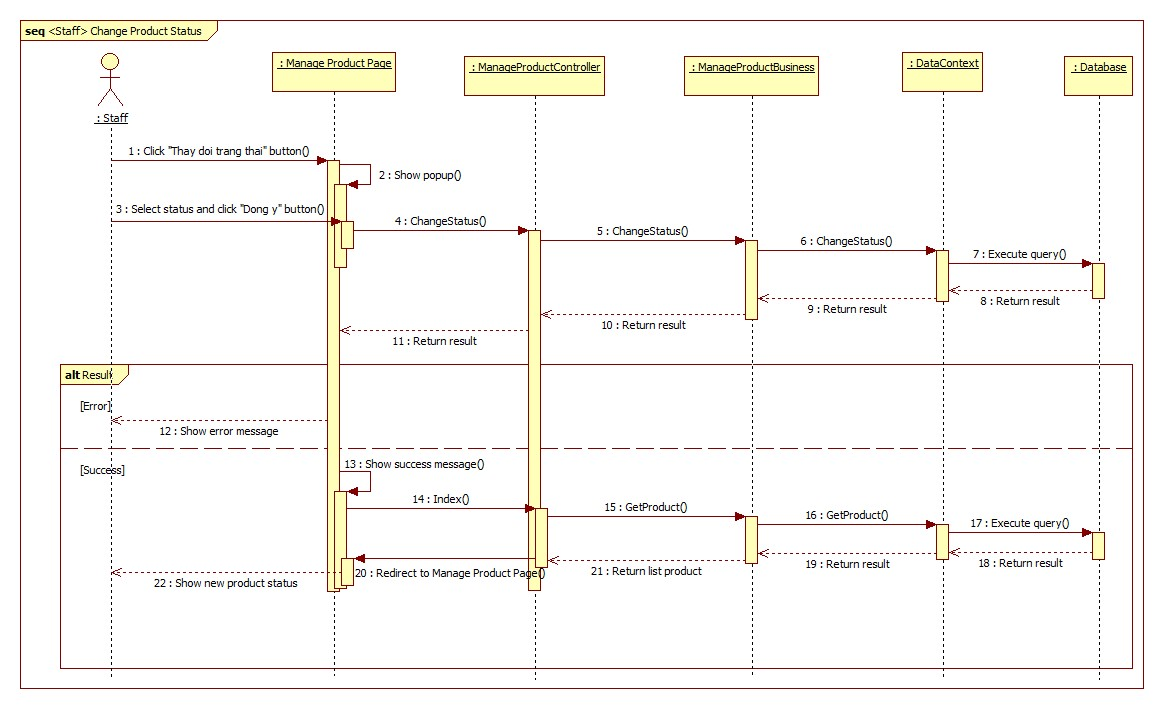 seq <Staff> Change Product Status
: Staff
: Manage Product Page
: ManageProductController
: ManageProductBusiness
: DataContext
: Database
1 : Click "Thay doi trang thai" button()
2 : Show popup()
3 : Select status and click "Dong y" button()
4 : ChangeStatus()
5 : ChangeStatus()
6 : ChangeStatus()
7 : Execute query()
8 : Return result
9 : Return result
10 : Return result
11 : Return result
alt Result
[Error]
12 : Show error message
[Success]
13 : Show success message()
14 : Index()
15 : GetProduct()
16 : GetProduct()
17 : Execute query()
18 : Return result
19 : Return result
20 : Redirect to Manage Product Page()
21 : Return list product
22 : Show new product status